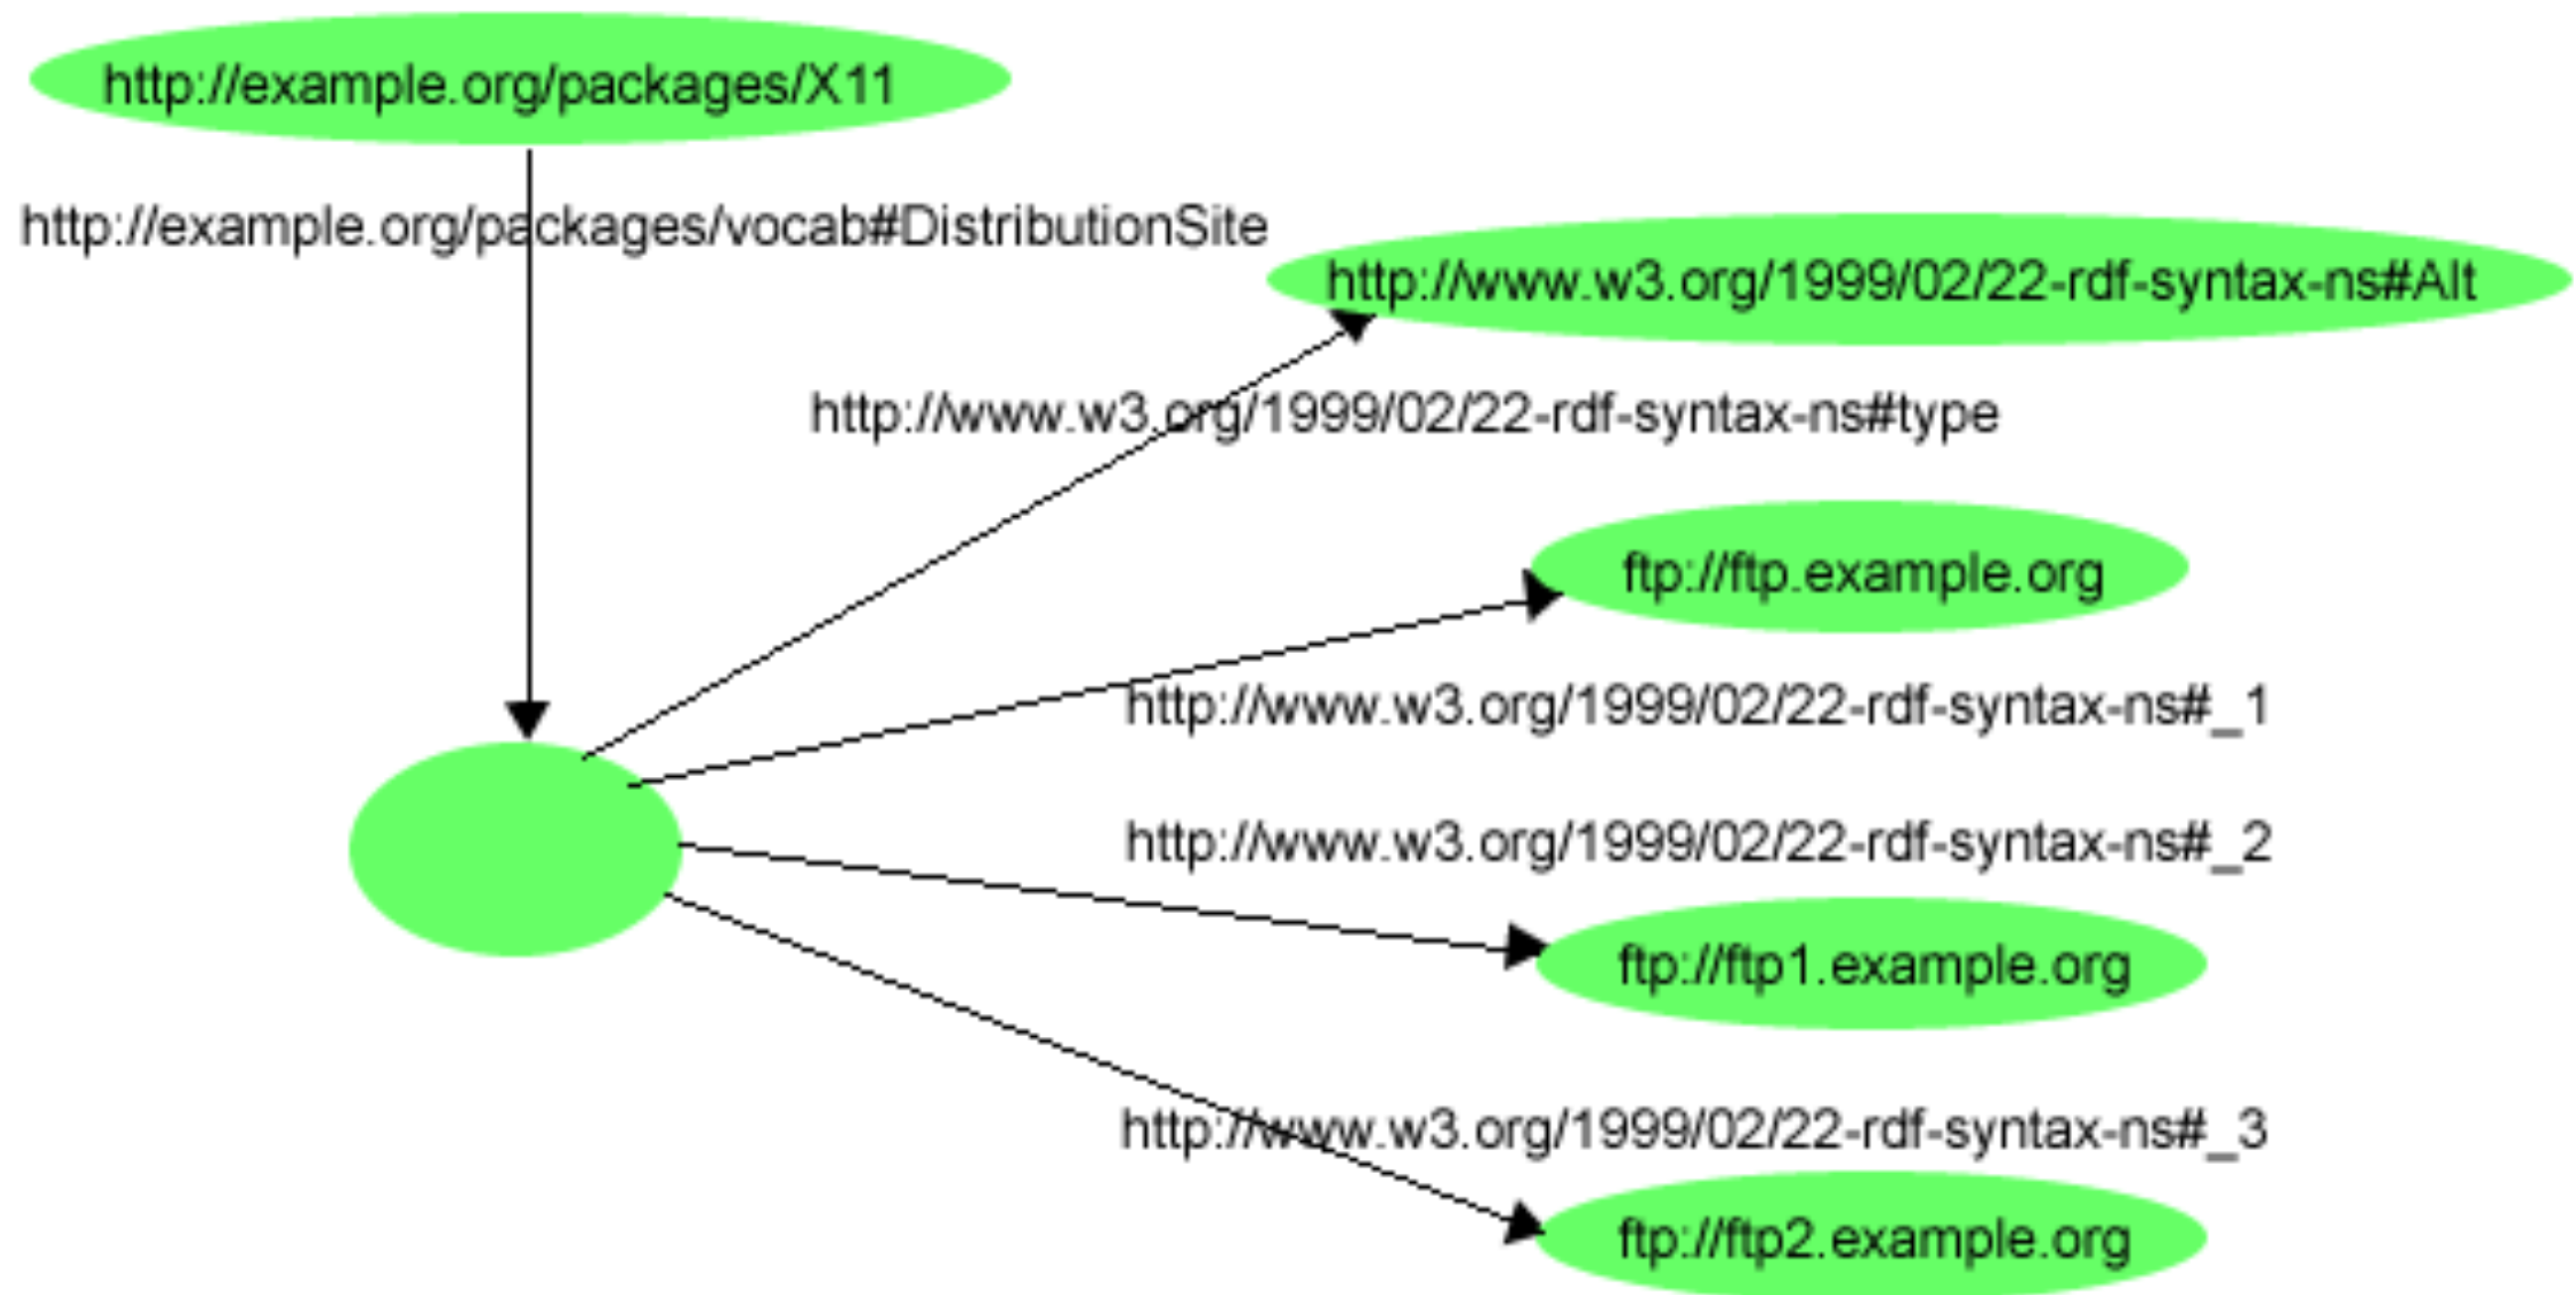 http://example.org/packages/X11
http://example.org/packages/vocab#DistributionSite
http://www.w3.org/1999/02/22-rdf-syntax-ns#Alt
http://www.w3.org/1999/02/22-rdf-syntax-ns#type
ftp://ftp.example.org
http://www.w3.org/1999/02/22-rdf-syntax-ns#_1
http://www.w3.org/1999/02/22-rdf-syntax-ns#_2
ftp://ftp1.example.org
http://www.w3.org/1999/02/22-rdf-syntax-ns#_3
ftp://ftp2.example.org